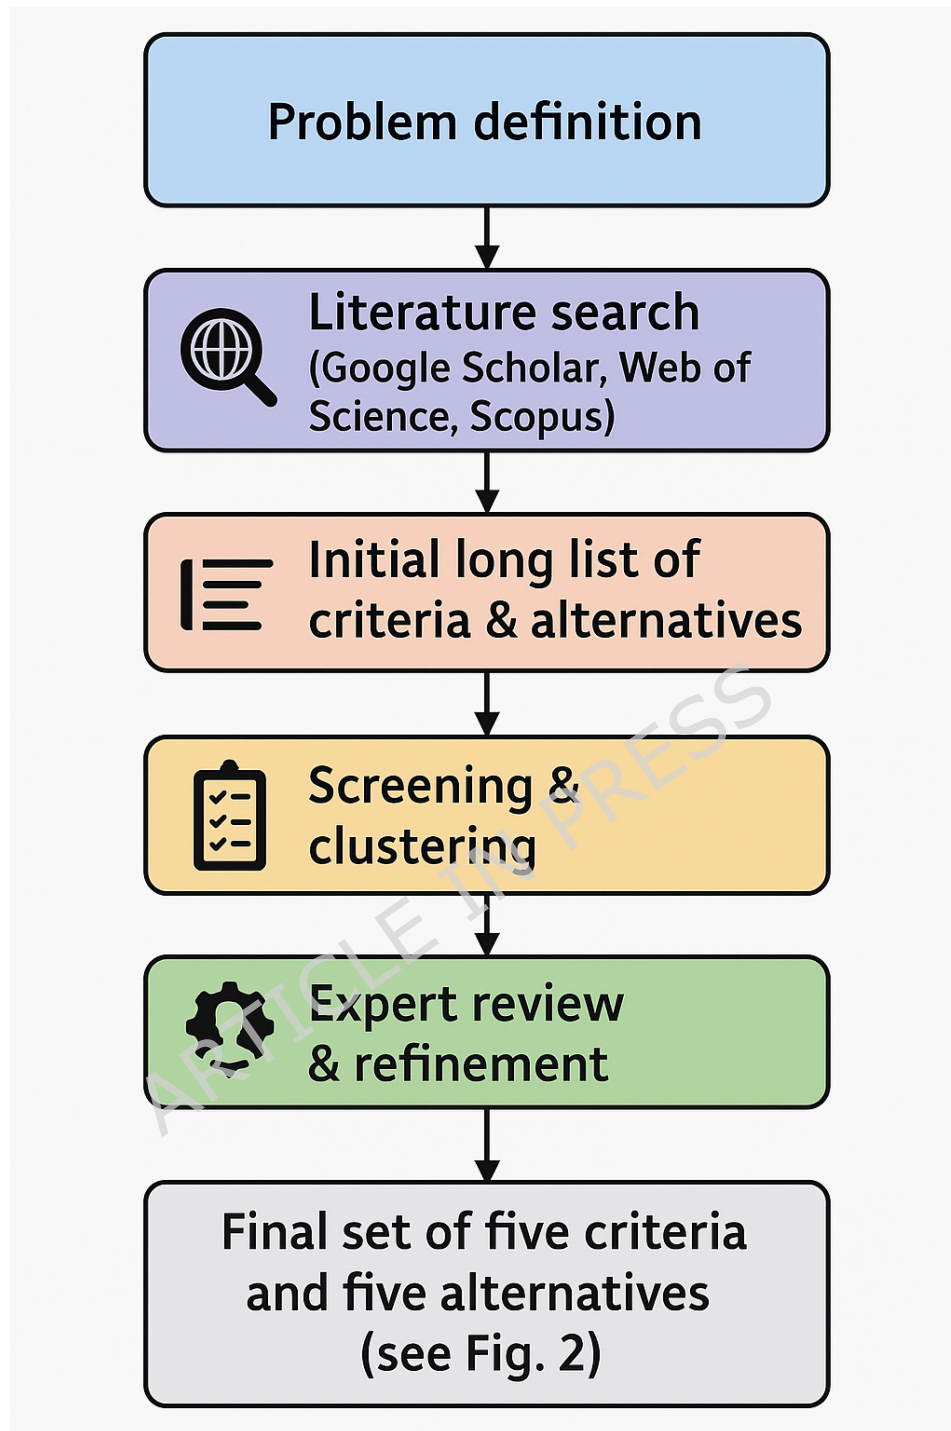 Problem definition
Literature search
(Google Scholar, Web of
Science, Scopus)
Initial long list of
criteria & alternatives
Screening &
clustering
Expert review
& refinement
Final set of five criteria
and five alternatives
(see Fig. 2)
ARTICLE IN PRESS